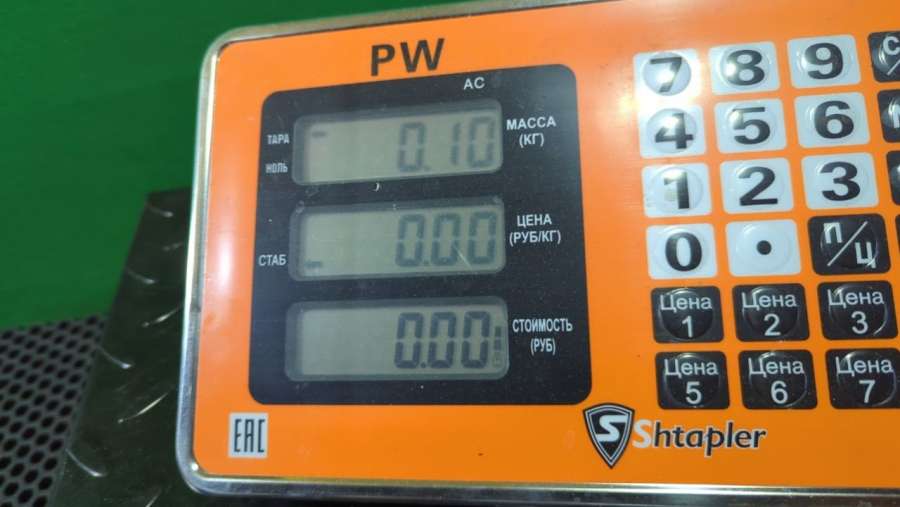 PW
AC
ТАРА
НОЛЬ
0.10
МАССА
(КГ)
СТАБ
0.00
ЦЕНА
(РУБ/КГ)
0.00
СТОИМОСТЬ
(РУБ)
7 8 9
4 5 6
1 2 3
0 . П/Ц
Цена 1 Цена 2 Цена 3
Цена 5 Цена 6 Цена 7
EAC
S Shtapler